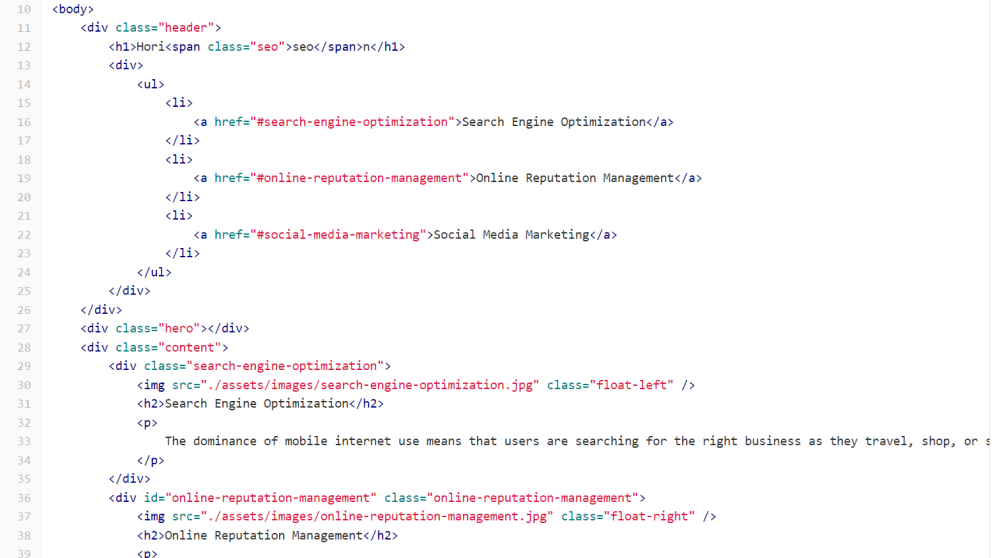 10 <body>
11 <div class="header">
12 <h1>Hori<span class="seo">seo</span>n</h1>
13 <div>
14 <ul>
15 <li>
16 <a href="#search-engine-optimization">Search Engine Optimization</a>
17 </li>
18 <li>
19 <a href="#online-reputation-management">Online Reputation Management</a>
20 </li>
21 <li>
22 <a href="#social-media-marketing">Social Media Marketing</a>
23 </li>
24 </ul>
25 </div>
26 </div>
27 <div class="hero"></div>
28 <div class="content">
29 <div class="search-engine-optimization">
30 <img src="./assets/images/search-engine-optimization.jpg" class="float-left" />
31 <h2>Search Engine Optimization</h2>
32 <p>
33 The dominance of mobile internet use means that users are searching for the right business as they travel, shop, or
34 </p>
35 </div>
36 <div id="online-reputation-management" class="online-reputation-management">
37 <img src="./assets/images/online-reputation-management.jpg" class="float-right" />
38 <h2>Online Reputation Management</h2>
39 <p>